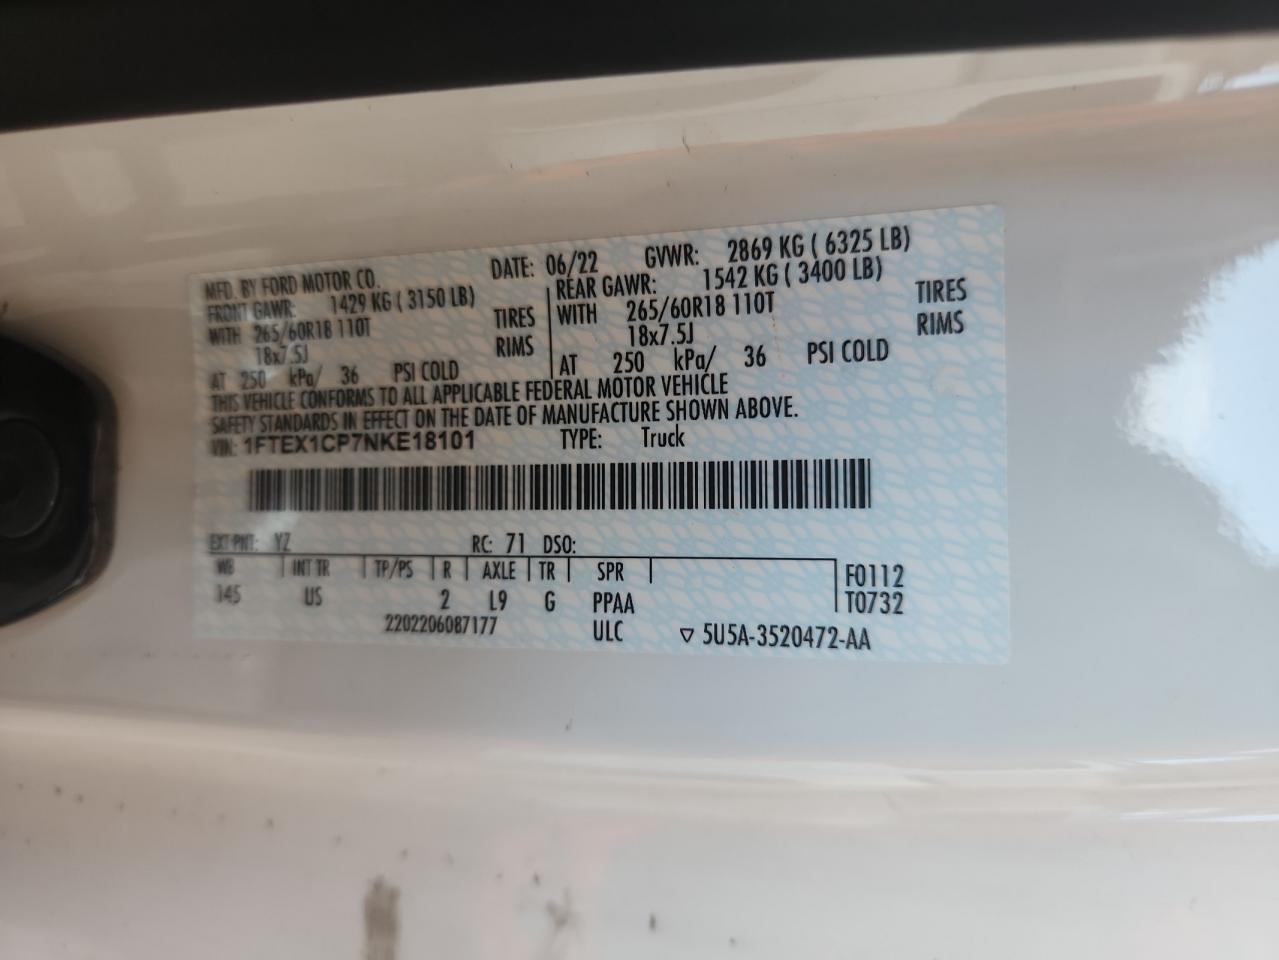 MFD. BY FORD MOTOR CO. DATE: 06/22 GVWR: 2869 KG ( 6325 LB)
FRONT GAWR: 1429 KG ( 3150 LB) REAR GAWR: 1542 KG ( 3400 LB)
WITH 265/60R18 110T TIRES WITH 265/60R18 110T TIRES
18x7.5J RIMS 18x7.5J RIMS
AT 250 kPa/ 36 PSI COLD AT 250 kPa/ 36 PSI COLD
THIS VEHICLE CONFORMS TO ALL APPLICABLE FEDERAL MOTOR VEHICLE
SAFETY STANDARDS IN EFFECT ON THE DATE OF MANUFACTURE SHOWN ABOVE.
VIN: 1FTEX1CP7NKE18101 TYPE: Truck
EXT PNT: YZ RC: 71 DSO:
WB INT TR TP/PS R AXLE TR SPR F0112
145 US 2 L9 G PPAA T0732
2202206087177 ULC ▽ 5U5A-3520472-AA